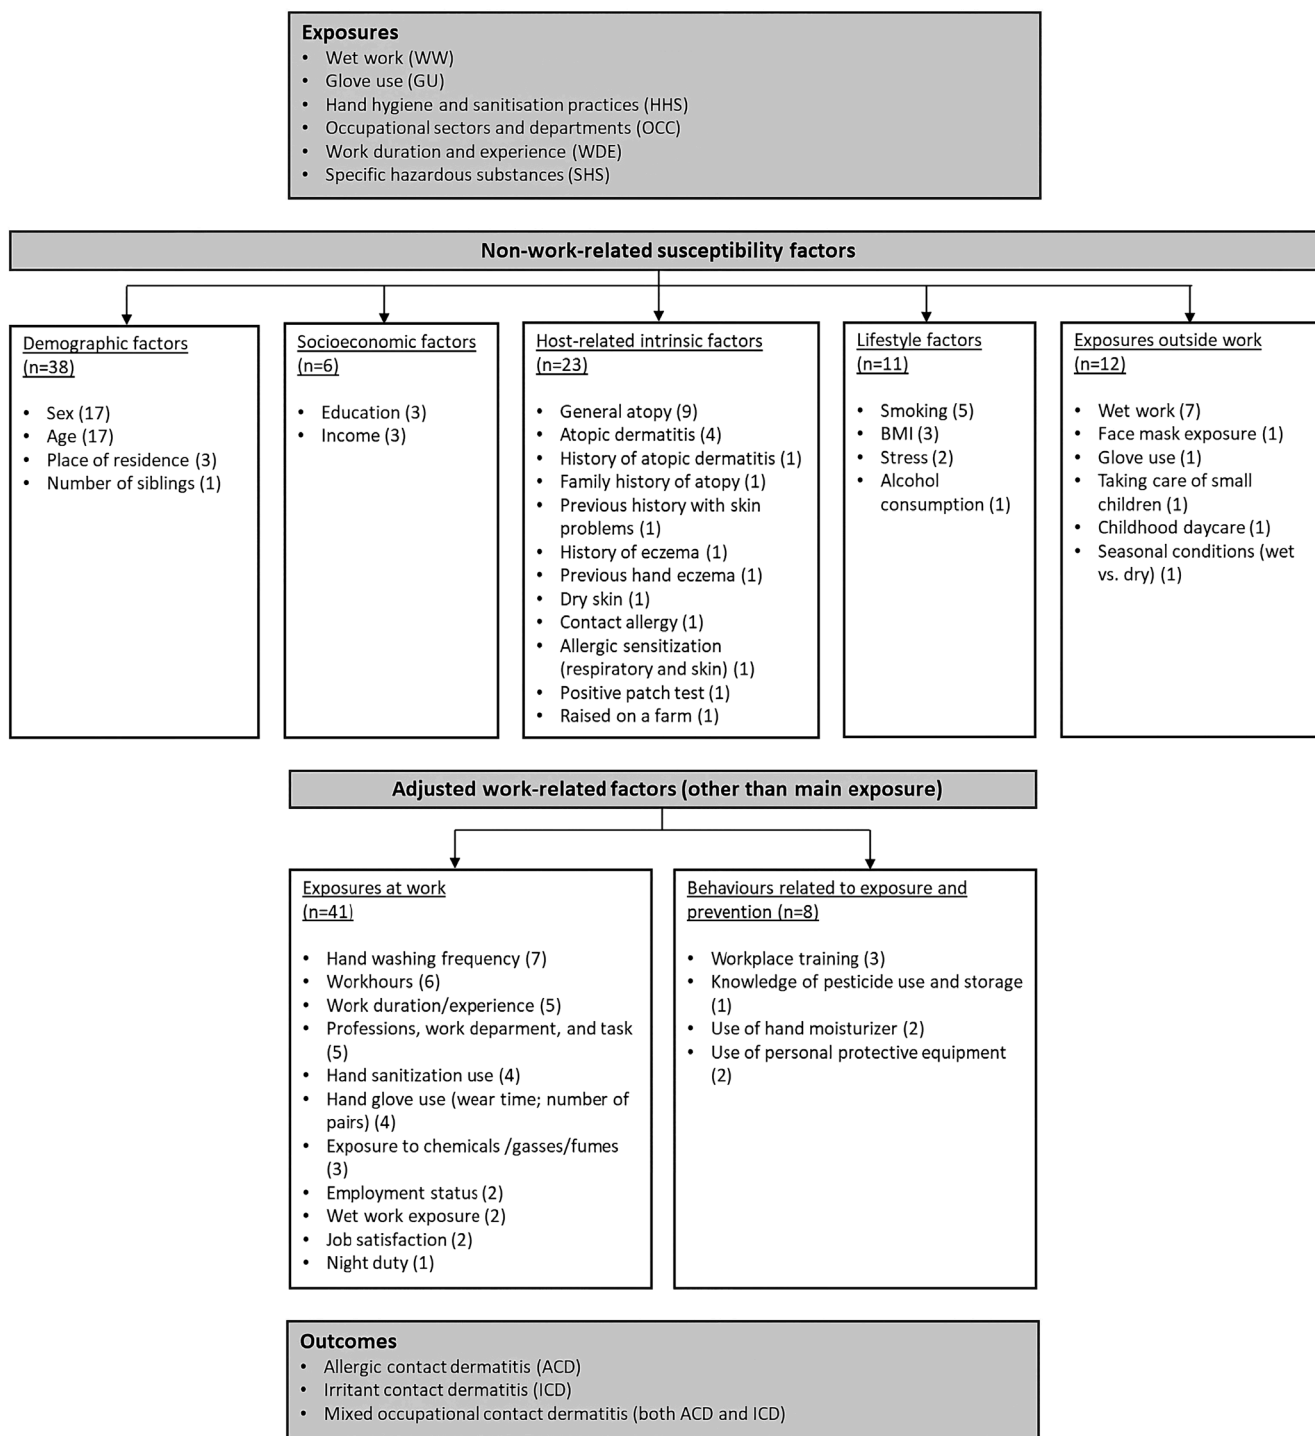 Exposures
• Wet work (WW)
• Glove use (GU)
• Hand hygiene and sanitisation practices (HHS)
• Occupational sectors and departments (OCC)
• Work duration and experience (WDE)
• Specific hazardous substances (SHS)
Non-work-related susceptibility factors
Demographic factors
(n=38)
• Sex (17)
• Age (17)
• Place of residence (3)
• Number of siblings (1)
Socioeconomic factors
(n=6)
• Education (3)
• Income (3)
Host-related intrinsic factors
(n=23)
• General atopy (9)
• Atopic dermatitis (4)
• History of atopic dermatitis (1)
• Family history of atopy (1)
• Previous history with skin
problems (1)
• History of eczema (1)
• Previous hand eczema (1)
• Dry skin (1)
• Contact allergy (1)
• Allergic sensitization
(respiratory and skin) (1)
• Positive patch test (1)
• Raised on a farm (1)
Lifestyle factors
(n=11)
• Smoking (5)
• BMI (3)
• Stress (2)
• Alcohol
consumption (1)
Exposures outside work
(n=12)
• Wet work (7)
• Face mask exposure (1)
• Glove use (1)
• Taking care of small
children (1)
• Childhood daycare (1)
• Seasonal conditions (wet
vs. dry) (1)
Adjusted work-related factors (other than main exposure)
Exposures at work
(n=41)
• Hand washing frequency (7)
• Workhours (6)
• Work duration/experience (5)
• Professions, work deparment, and task
(5)
• Hand sanitization use (4)
• Hand glove use (wear time; number of
pairs) (4)
• Exposure to chemicals /gasses/fumes
(3)
• Employment status (2)
• Wet work exposure (2)
• Job satisfaction (2)
• Night duty (1)
Behaviours related to exposure and
prevention (n=8)
• Workplace training (3)
• Knowledge of pesticide use and storage
(1)
• Use of hand moisturizer (2)
• Use of personal protective equipment
(2)
Outcomes
• Allergic contact dermatitis (ACD)
• Irritant contact dermatitis (ICD)
• Mixed occupational contact dermatitis (both ACD and ICD)